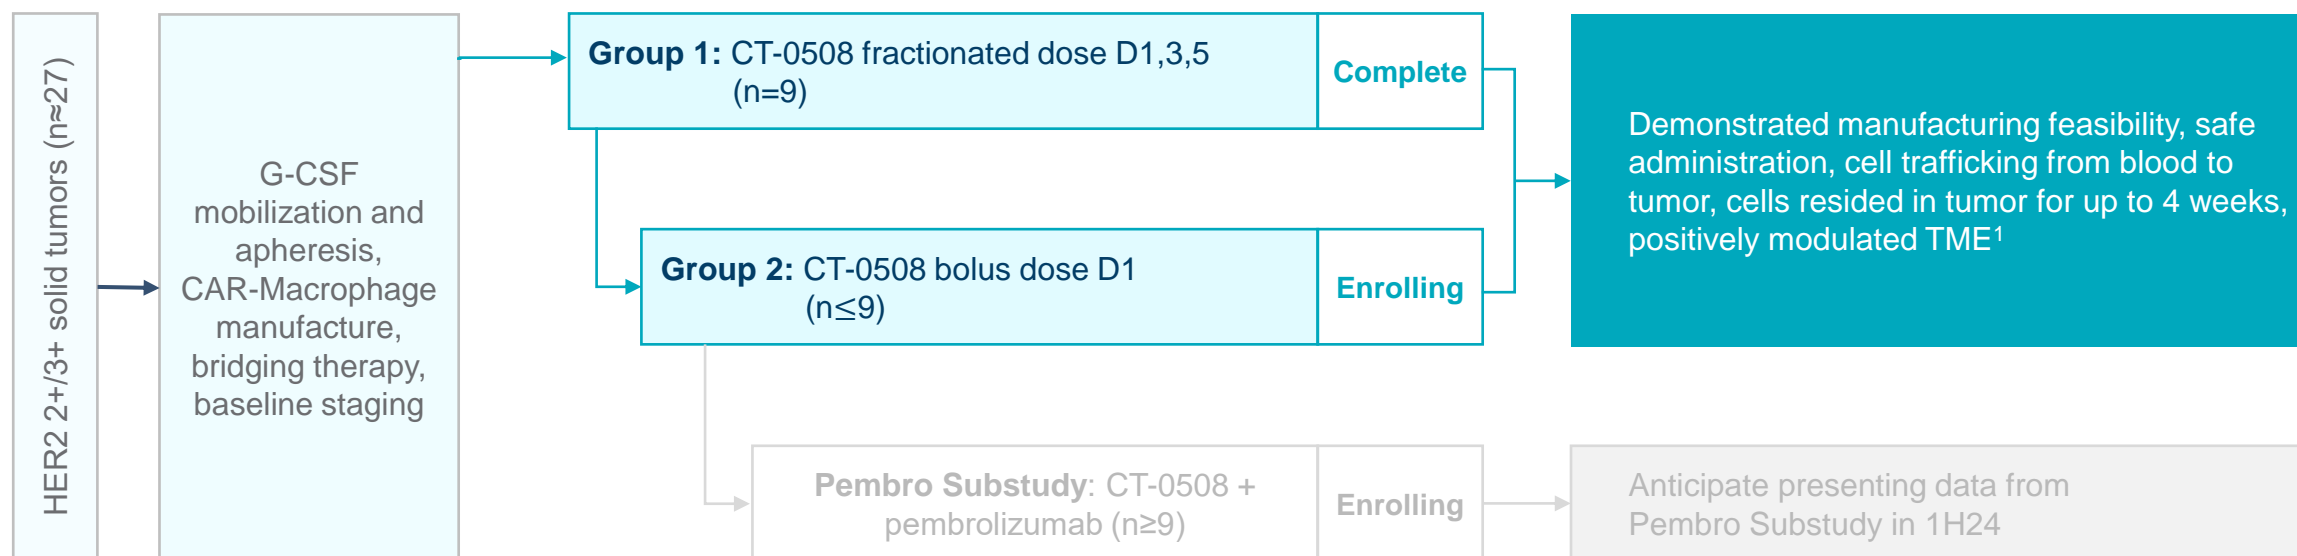 HER2 2+/3+ solid tumors (n≈27)
G-CSF
mobilization and
apheresis,
CAR-Macrophage
manufacture,
bridging therapy,
baseline staging
Group 1: CT-0508 fractionated dose D1,3,5
(n=9)
Complete
Group 2: CT-0508 bolus dose D1
(n≤9)
Enrolling
Demonstrated manufacturing feasibility, safe
administration, cell trafficking from blood to
tumor, cells resided in tumor for up to 4 weeks,
positively modulated TME¹
Pembro Substudy: CT-0508 +
pembrolizumab (n≥9)
Enrolling
Anticipate presenting data from
Pembro Substudy in 1H24